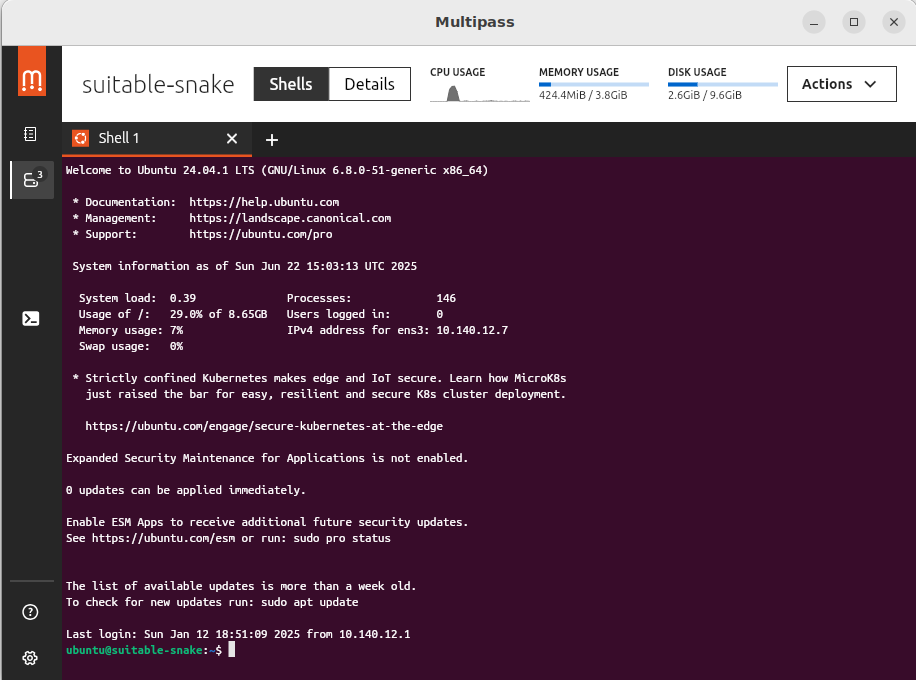 Multipass
suitable-snake
Shells
Details
CPU USAGE
MEMORY USAGE
424.4MiB / 3.8GiB
DISK USAGE
2.6GiB / 9.6GiB
Actions
Shell 1
3
Welcome to Ubuntu 24.04.1 LTS (GNU/Linux 6.8.0-51-generic x86_64)
* Documentation:  https://help.ubuntu.com
* Management:     https://landscape.canonical.com
* Support:        https://ubuntu.com/pro
System information as of Sun Jun 22 15:03:13 UTC 2025
System load:  0.39              Processes:             146
Usage of /:   29.0% of 8.65GB   Users logged in:       0
Memory usage: 7%                IPv4 address for ens3: 10.140.12.7
Swap usage:   0%
* Strictly confined Kubernetes makes edge and IoT secure. Learn how MicroK8s
just raised the bar for easy, resilient and secure K8s cluster deployment.
https://ubuntu.com/engage/secure-kubernetes-at-the-edge
Expanded Security Maintenance for Applications is not enabled.
0 updates can be applied immediately.
Enable ESM Apps to receive additional future security updates.
See https://ubuntu.com/esm or run: sudo pro status
The list of available updates is more than a week old.
To check for new updates run: sudo apt update
Last login: Sun Jan 12 18:51:09 2025 from 10.140.12.1
ubuntu@suitable-snake:~$